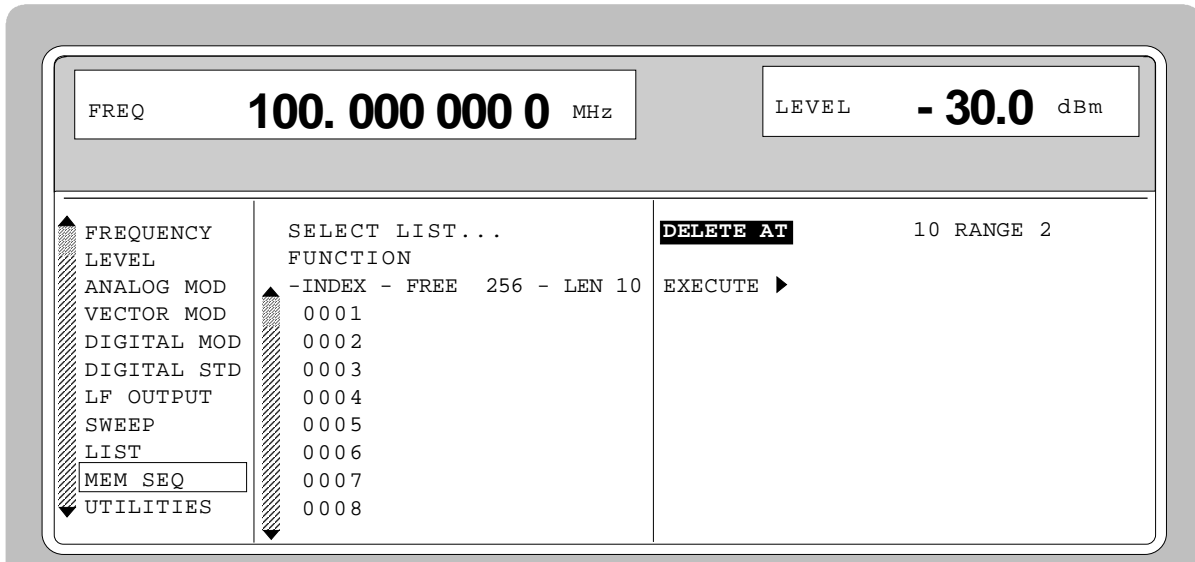 FREQ 100. 000 000 0 MHz
LEVEL - 30.0 dBm
FREQUENCY
LEVEL
ANALOG MOD
VECTOR MOD
DIGITAL MOD
DIGITAL STD
LF OUTPUT
SWEEP
LIST
MEM SEQ
UTILITIES
SELECT LIST...
FUNCTION
-INDEX - FREE 256 - LEN 10
0001
0002
0003
0004
0005
0006
0007
0008
DELETE AT 10 RANGE 2
EXECUTE